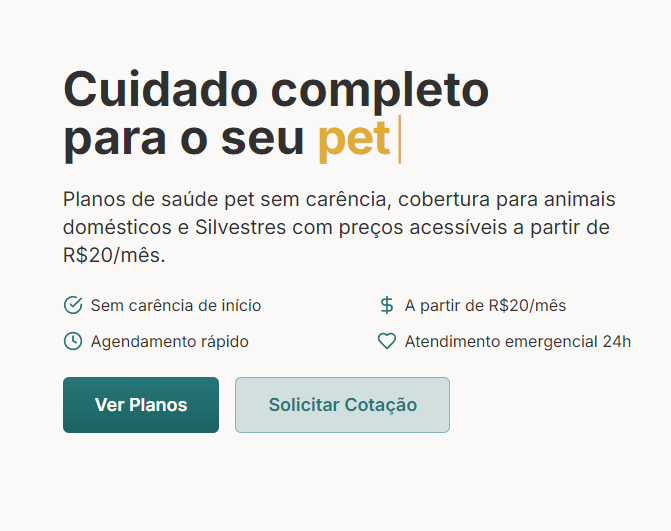 Cuidado completo
para o seu pet
Planos de saúde pet sem carência, cobertura para animais
domésticos e Silvestres com preços acessíveis a partir de
R$20/mês.
Sem carência de início
A partir de R$20/mês
Agendamento rápido
Atendimento emergencial 24h
Ver Planos
Solicitar Cotação